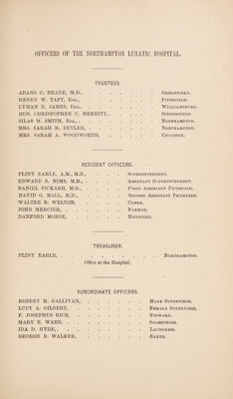 OFFICERS OF THE NORTHAMPTON LUNATIC HOSPITAL.
TRUSTEES.
ADAMS C. DEANE, M.D., . . . . . . GREENFIELD.
HENRY W. TAFT, ESQ., . . . . . . PITTSFIELD.
LYMAN D. JAMES, ESQ., . . . . . . WILLIAMSBURG.
HON. CHRISTOPHER C. MERRITT, . . . . . SPRINGFIELD.
SILAS M. SMITH, ESQ., . . . . . . NORTHAMPTON.
MRS. SARAH M. BUTLER, . . . . . . NORTHAMPTON.
MRS. SARAH A. WOODWORTH, . . . . . CHICOPEE.
RESIDENT OFFICERS.
PLINY EARLE, A.M., M.D., . . . . SUPERINTENDENT.
EDWARD B. NIMS, M.D., . . . . ASSISTANT SUPERINTENDENT.
DANIEL PICKARD, M.D., . . . . FIRST ASSISTANT PHYSICIAN.
DAVID G. HALL, M.D., . . . . SECOND ASSISTANT PHYSICIAN.
WALTER B. WELTON, . . . . CLERK.
JOHN MERCIER, . . . . FARMER.
DANFORD MORSE, . . . . ENGINEER.
TREASURER.
PLINY EARLE, . . . . . . . . NORTHAMPTON.
Office at the Hospital.
SUBORDINATE OFFICERS.
ROBERT H. GALLIVAN, . . . . . . MALE SUPERVISOR.
LUCY A. GILBERT, . . . . . . FEMALE SUPERVISOR.
F. JOSEPHUS RICE, . . . . . . STEWARD.
MARY E. WARD, . . . . . . SEAMSTRESS.
IDA D. HYDE, . . . . . . LAUNDRESS.
GEORGE B. WALKER, . . . . . . BAKER.